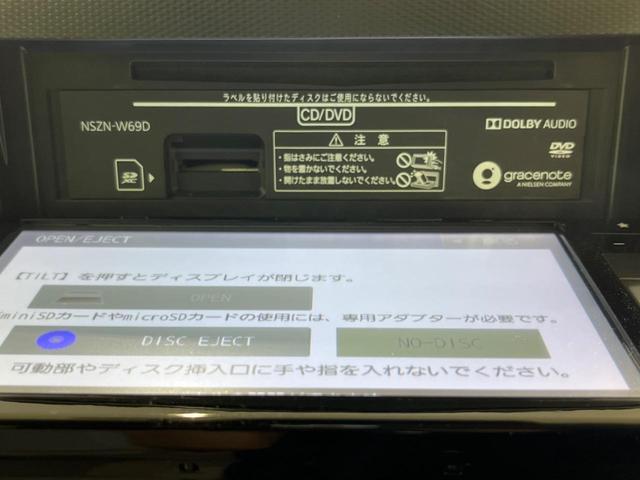 ラベルを貼り付けたディスクはご使用にならないでください。
CD/DVD
NSZN-W69D
DOLBY AUDIO
注 意
DVD
VIDEO
SD
XC
・指はさみにご注意ください。
・物を置かないでください。
・開けたまま放置しないでください。
gracenote
A NIELSEN COMPANY
OPEN/EJECT
【TILT】を押すとディスプレイが閉じます。
OPEN
miniSDカードやmicroSDカードの使用には、専用アダプターが必要です。
DISC EJECT
NO-DISC
可動部やディスク挿入口に手や指を入れないでください。